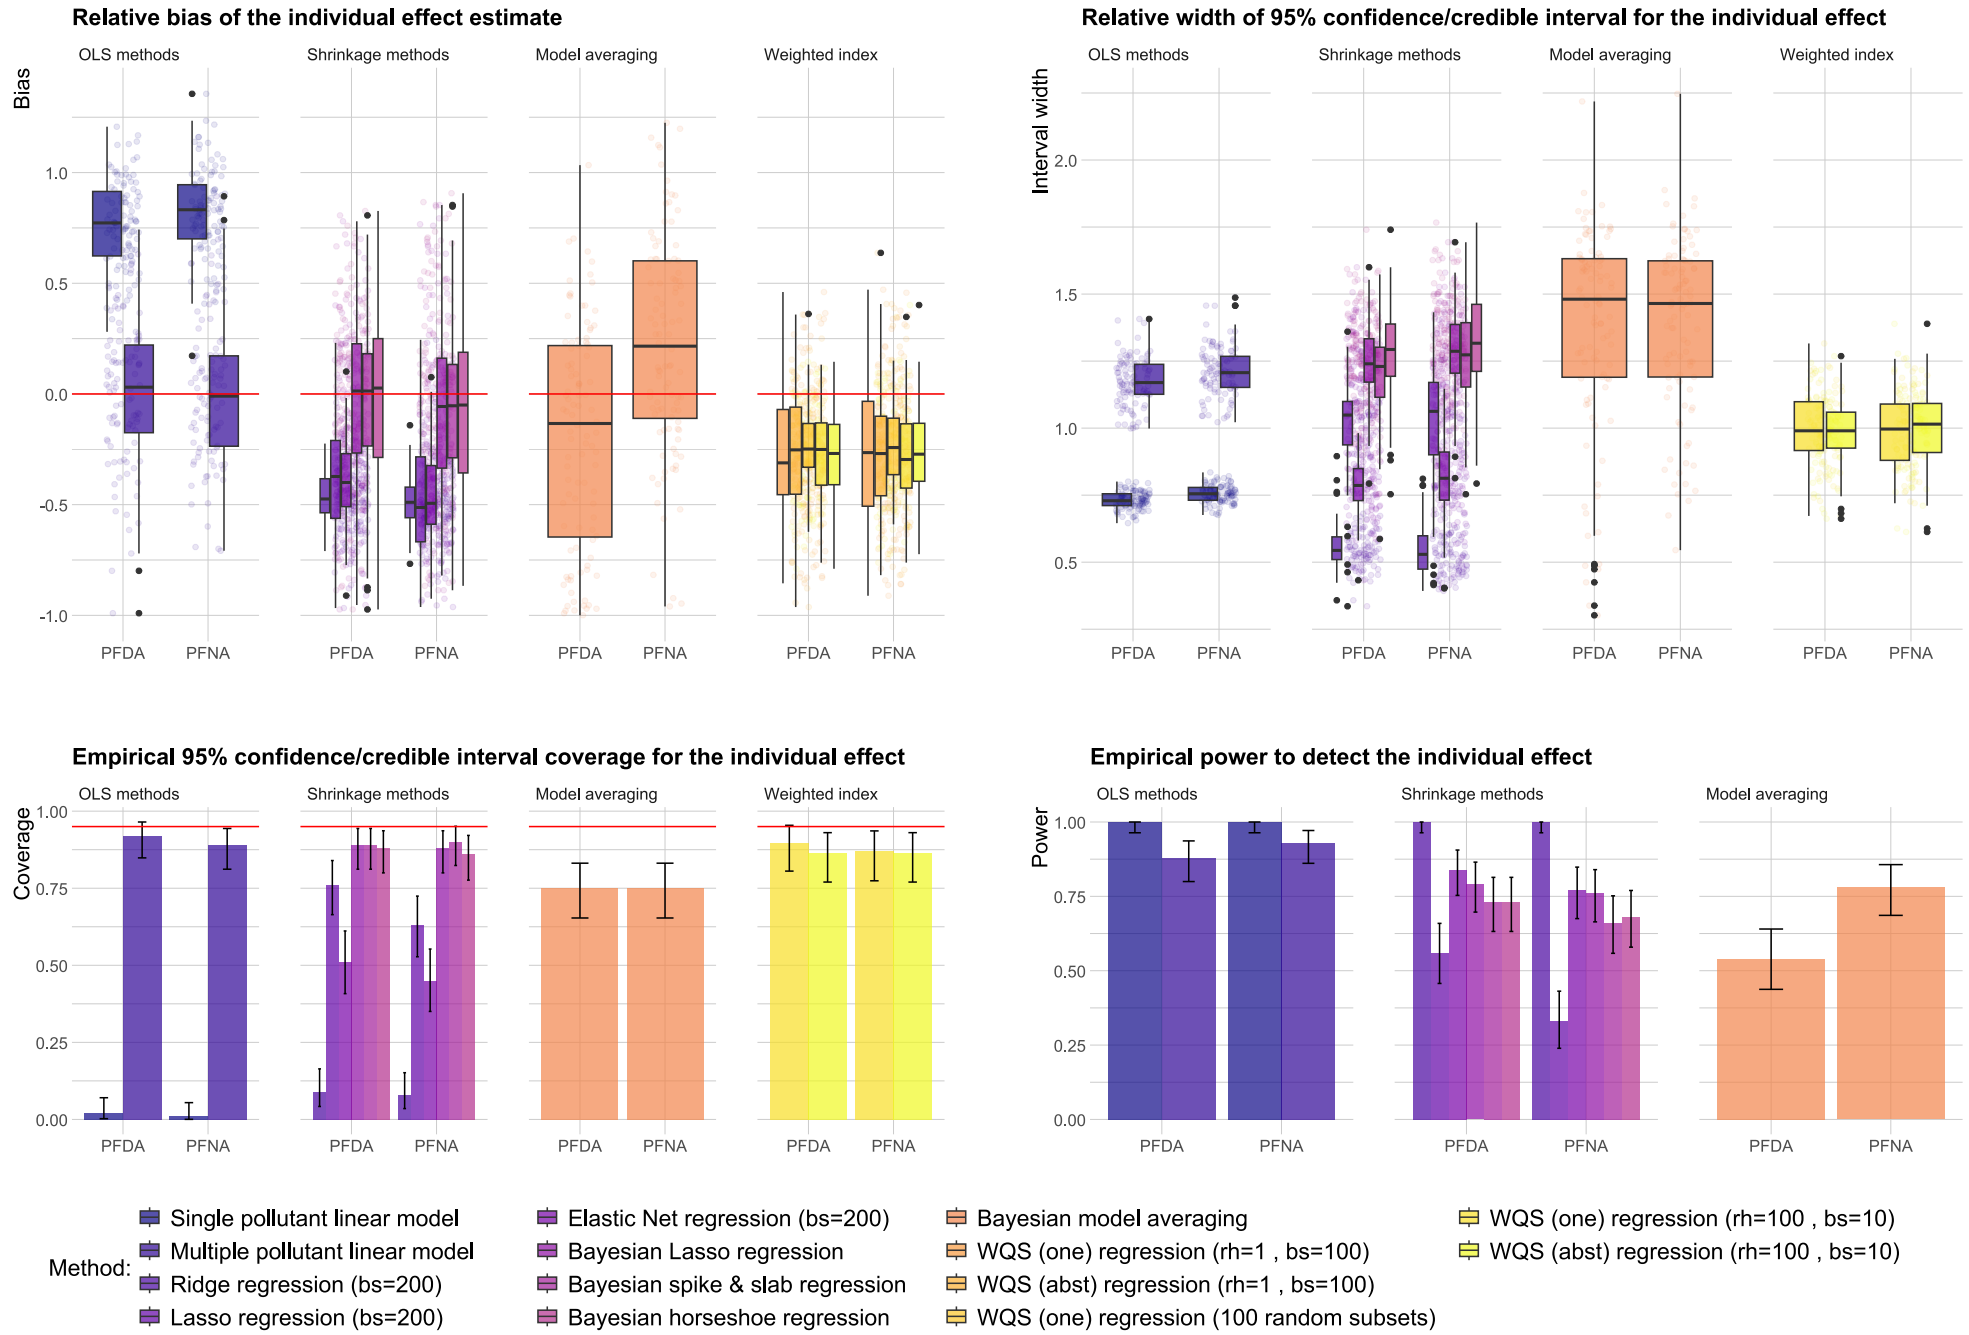 Relative bias of the individual effect estimate
OLS methods
Shrinkage methods
Model averaging
Weighted index
Bias
1.0
0.5
0.0
-0.5
-1.0
PFDA
PFNA
PFDA
PFNA
PFDA
PFNA
PFDA
PFNA
Relative width of 95% confidence/credible interval for the individual effect
OLS methods
Shrinkage methods
Model averaging
Weighted index
Interval width
2.0
1.5
1.0
0.5
PFDA
PFNA
PFDA
PFNA
PFDA
PFNA
PFDA
PFNA
Empirical 95% confidence/credible interval coverage for the individual effect
OLS methods
Shrinkage methods
Model averaging
Weighted index
Coverage
1.00
0.75
0.50
0.25
0.00
PFDA
PFNA
PFDA
PFNA
PFDA
PFNA
PFDA
PFNA
Empirical power to detect the individual effect
OLS methods
Shrinkage methods
Model averaging
Power
1.00
0.75
0.50
0.25
0.00
PFDA
PFNA
PFDA
PFNA
PFDA
PFNA
Method:
Single pollutant linear model
Multiple pollutant linear model
Ridge regression (bs=200)
Lasso regression (bs=200)
Elastic Net regression (bs=200)
Bayesian Lasso regression
Bayesian spike & slab regression
Bayesian horseshoe regression
Bayesian model averaging
WQS (one) regression (rh=1 , bs=100)
WQS (abst) regression (rh=1 , bs=100)
WQS (one) regression (100 random subsets)
WQS (one) regression (rh=100 , bs=10)
WQS (abst) regression (rh=100 , bs=10)